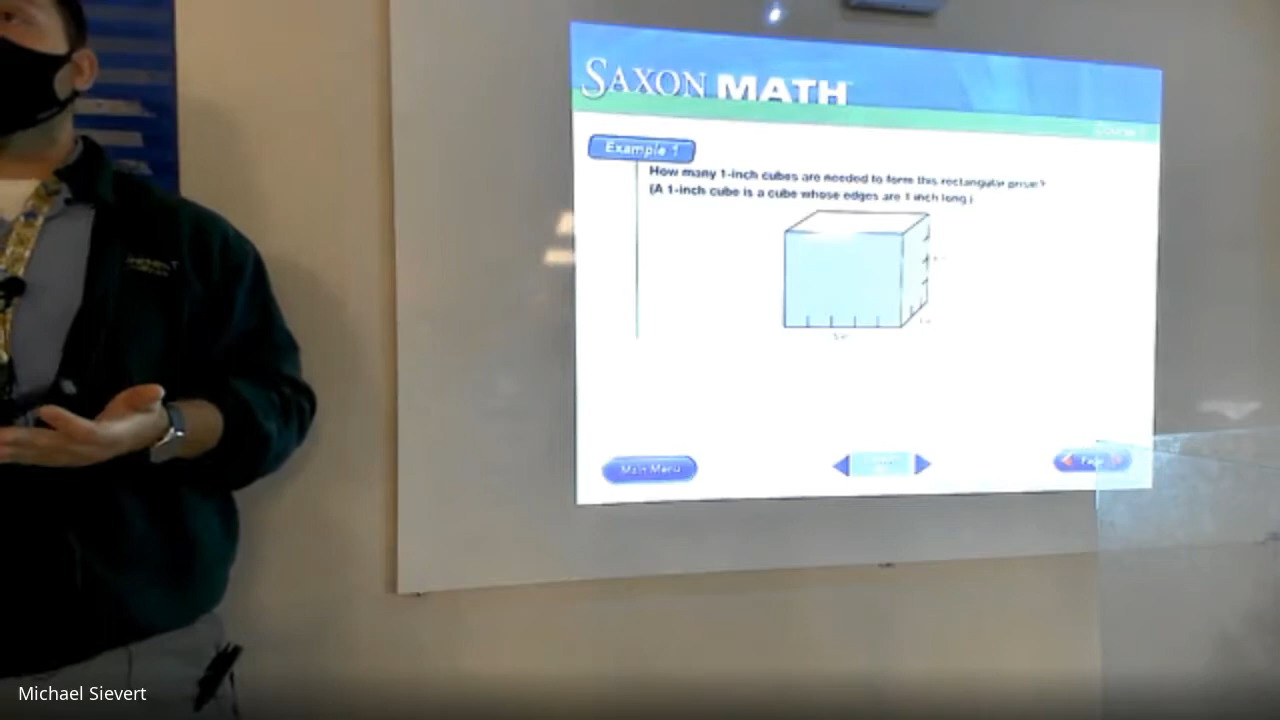 SAXON MATH
Example 1
How many 1-inch cubes are needed to form this rectangular prism?
(A 1-inch cube is a cube whose edges are 1 inch long.)
Main Menu
Page
Michael Sievert